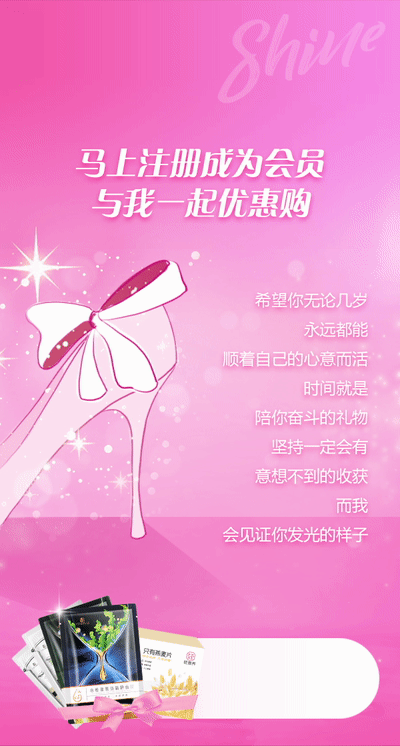 Shine
马上注册成为会员
与我一起优惠购
希望你无论几岁
永远都能
顺着自己的心意而活
时间就是
陪你奋斗的礼物
坚持一定会有
意想不到的收获
而我
会见证你发光的样子
只有燕麦片